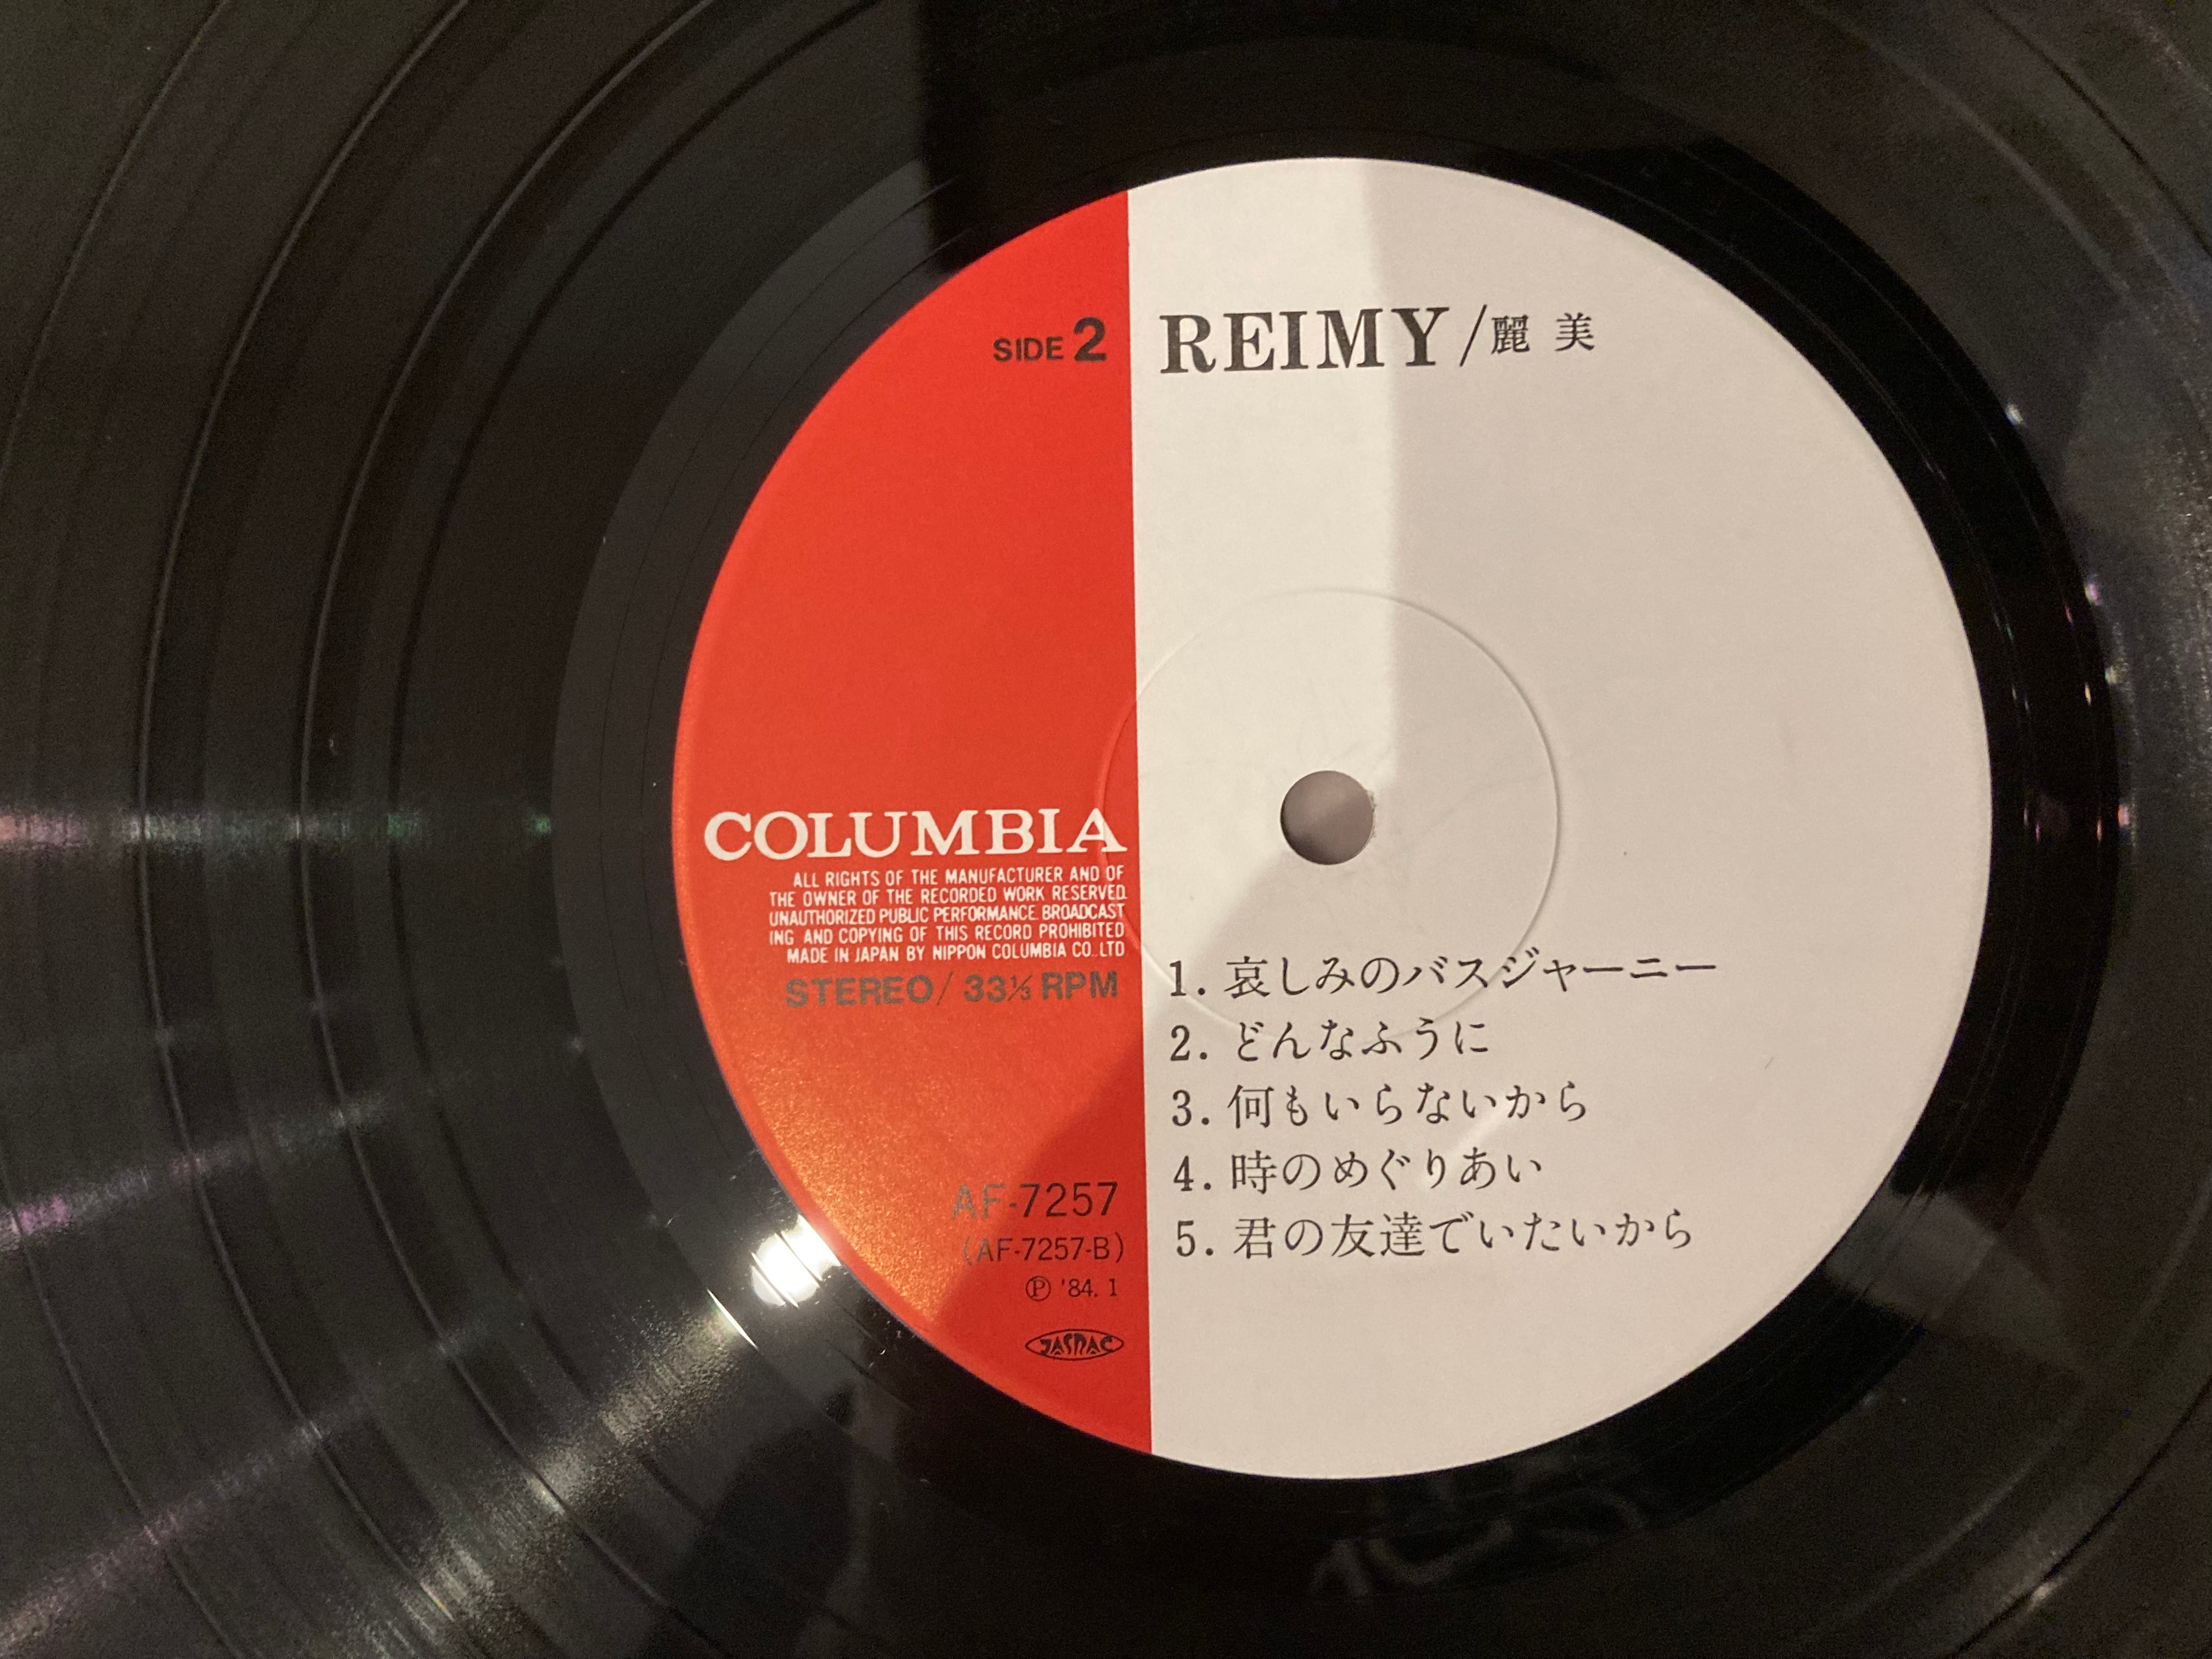 SIDE 2
REIMY/麗 美
COLUMBIA
ALL RIGHTS OF THE MANUFACTURER AND OF
THE OWNER OF THE RECORDED WORK RESERVED.
UNAUTHORIZED PUBLIC PERFORMANCE. BROADCAST
ING AND COPYING OF THIS RECORD PROHIBITED
MADE IN JAPAN BY NIPPON COLUMBIA CO.,LTD
STEREO/ 33⅓ RPM
AF-7257
(AF-7257-B)
Ⓟ '84. 1
JASRAC
1. 哀しみのバスジャーニー
2. どんなふうに
3. 何もいらないから
4. 時のめぐりあい
5. 君の友達でいたいから